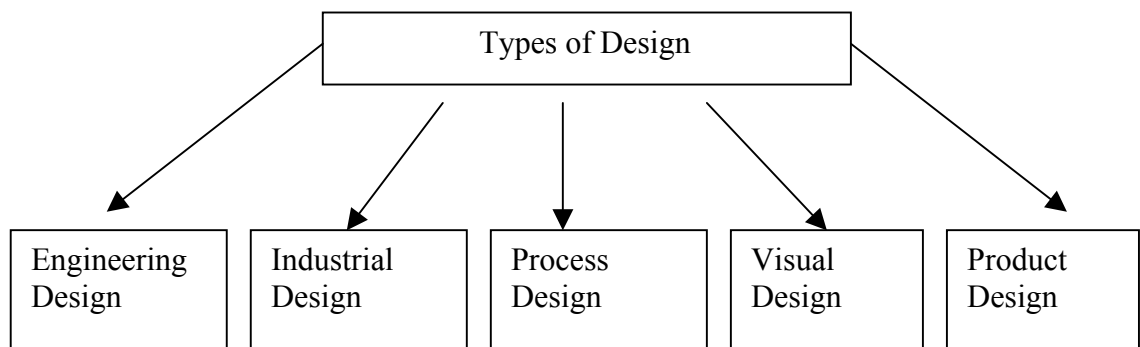 Types of Design
Engineering
Design
Industrial
Design
Process
Design
Visual
Design
Product
Design